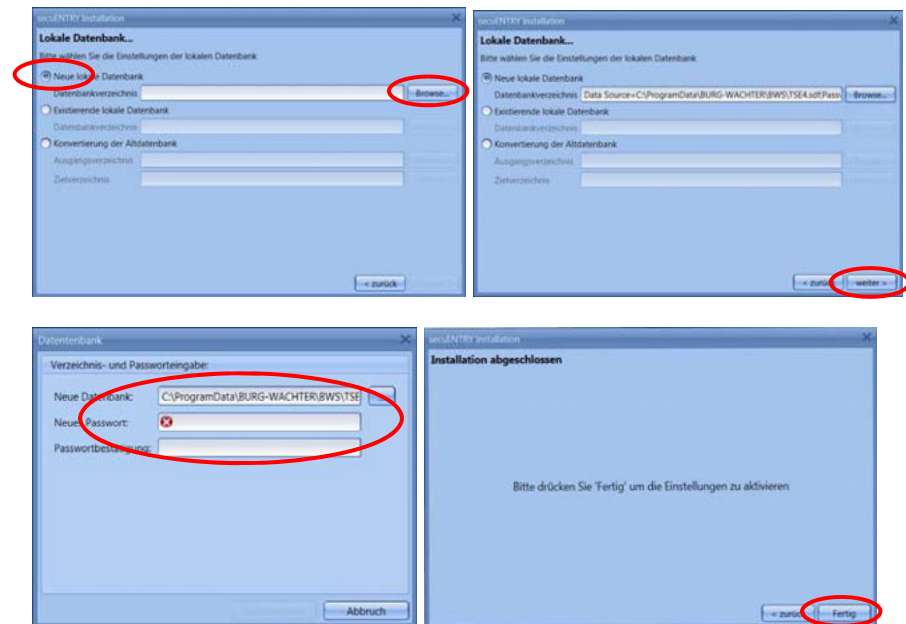 secuENTRY Installation
Lokale Datenbank...
Bitte wählen Sie die Einstellungen der lokalen Datenbank
Neue lokale Datenbank
Datenbankverzeichnis
Browse...
Existierende lokale Datenbank
Datenbankverzeichnis
Konvertierung der Altdatenbank
Ausgangsverzeichnis
Zielverzeichnis
< zurück
secuENTRY Installation
Lokale Datenbank...
Bitte wählen Sie die Einstellungen der lokalen Datenbank
Neue lokale Datenbank
Datenbankverzeichnis Data Source=C:\ProgramData\BURG-WACHTER\BWS\TSE4.sdf;Passw Browse...
Existierende lokale Datenbank
Datenbankverzeichnis
Konvertierung der Altdatenbank
Ausgangsverzeichnis
Zielverzeichnis
< zurück weiter >
Datentenbank
Verzeichnis- und Passworteingabe:
Neue Datenbank: C:\ProgramData\BURG-WACHTER\BWS\TSE
Neues Passwort:
Passwortbestätigung:
Abbruch
secuENTRY Installation
Installation abgeschlossen
Bitte drücken Sie 'Fertig' um die Einstellungen zu aktivieren
< zurück Fertig